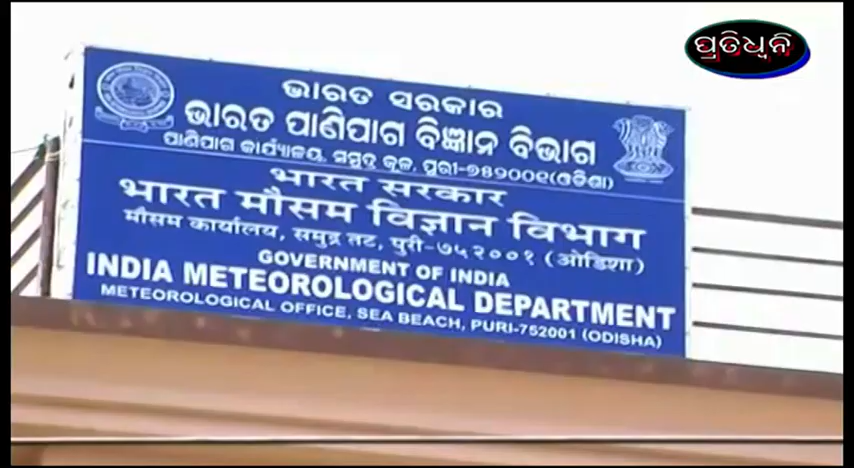 ପ୍ରତିଧ୍ୱନି
ଭାରତ ସରକାର
ଭାରତ ପାଣିପାଗ ବିଜ୍ଞାନ ବିଭାଗ
ପାଣିପାଗ କାର୍ଯ୍ୟାଳୟ, ସମୁଦ୍ର କୂଳ, ପୁରୀ-୭୫୨୦୦୧(ଓଡିଶା)
भारत सरकार
भारत मौसम विज्ञान विभाग
मौसम कार्यालय, समुद्र तट, पुरी-७५२००१ (ओडिशा)
GOVERNMENT OF INDIA
INDIA METEOROLOGICAL DEPARTMENT
METEOROLOGICAL OFFICE, SEA BEACH, PURI-752001 (ODISHA)